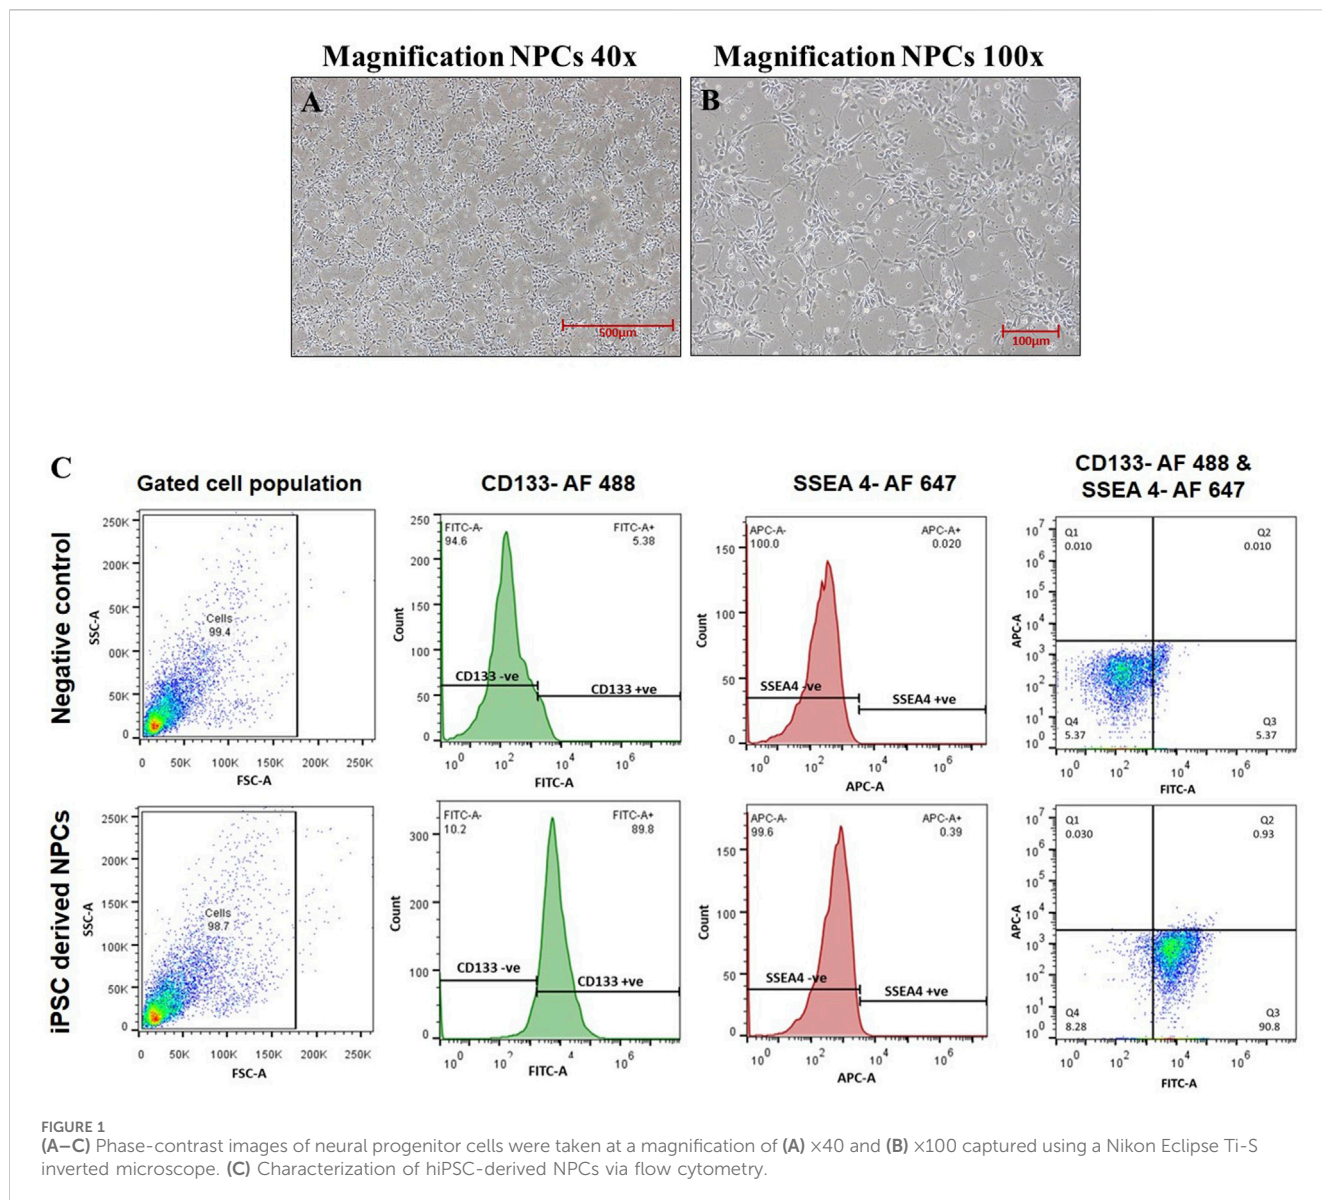 Magnification NPCs 40x
Magnification NPCs 100x
A
B
500μm
100μm
C
Gated cell population
CD133- AF 488
SSEA 4- AF 647
CD133- AF 488 &
SSEA 4- AF 647
Negative control
250K
200K
50K
00K
50K
0
SSC-A
Cells
99.4
0 50K 100K 150K 200K 250K
FSC-A
250
200
150
100
50
0
Count
FITC-A-
94.6
FITC-A+
5.38
CD133 -ve
CD133 +ve
10^0 10^2 10^4 10^6
FITC-A
150
100
50
0
Count
APC-A-
100.0
APC-A+
0.020
SSEA4 -ve
SSEA4 +ve
10^0 10^2 10^4 10^6
APC-A
10^7
10^6
10^5
10^4
10^3
10^2
10^1
10^0
APC-A
Q1
0.010
Q2
0.010
Q4
5.37
Q3
5.37
10^0 10^2 10^4 10^6
FITC-A
iPSC derived NPCs
250K
200K
150K
100K
50K
0
SSC-A
Cells
98.7
0 50K 100K 150K 200K 250K
FSC-A
300
200
100
0
Count
FITC-A-
10.2
FITC-A+
89.8
CD133 -ve
CD133 +ve
10^0 10^2 10^4 10^6
FITC-A
150
100
50
0
Count
APC-A-
99.6
APC-A+
0.39
SSEA4 -ve
SSEA4 +ve
10^0 10^2 10^4 10^6
APC-A
10^7
10^6
10^5
10^4
10^3
10^2
10^1
10^0
APC-A
Q1
0.030
Q2
0.93
Q4
8.28
Q3
90.8
10^0 10^2 10^4 10^6
FITC-A
FIGURE 1
(A–C) Phase-contrast images of neural progenitor cells were taken at a magnification of (A) ×40 and (B) ×100 captured using a Nikon Eclipse Ti-S
inverted microscope. (C) Characterization of hiPSC-derived NPCs via flow cytometry.